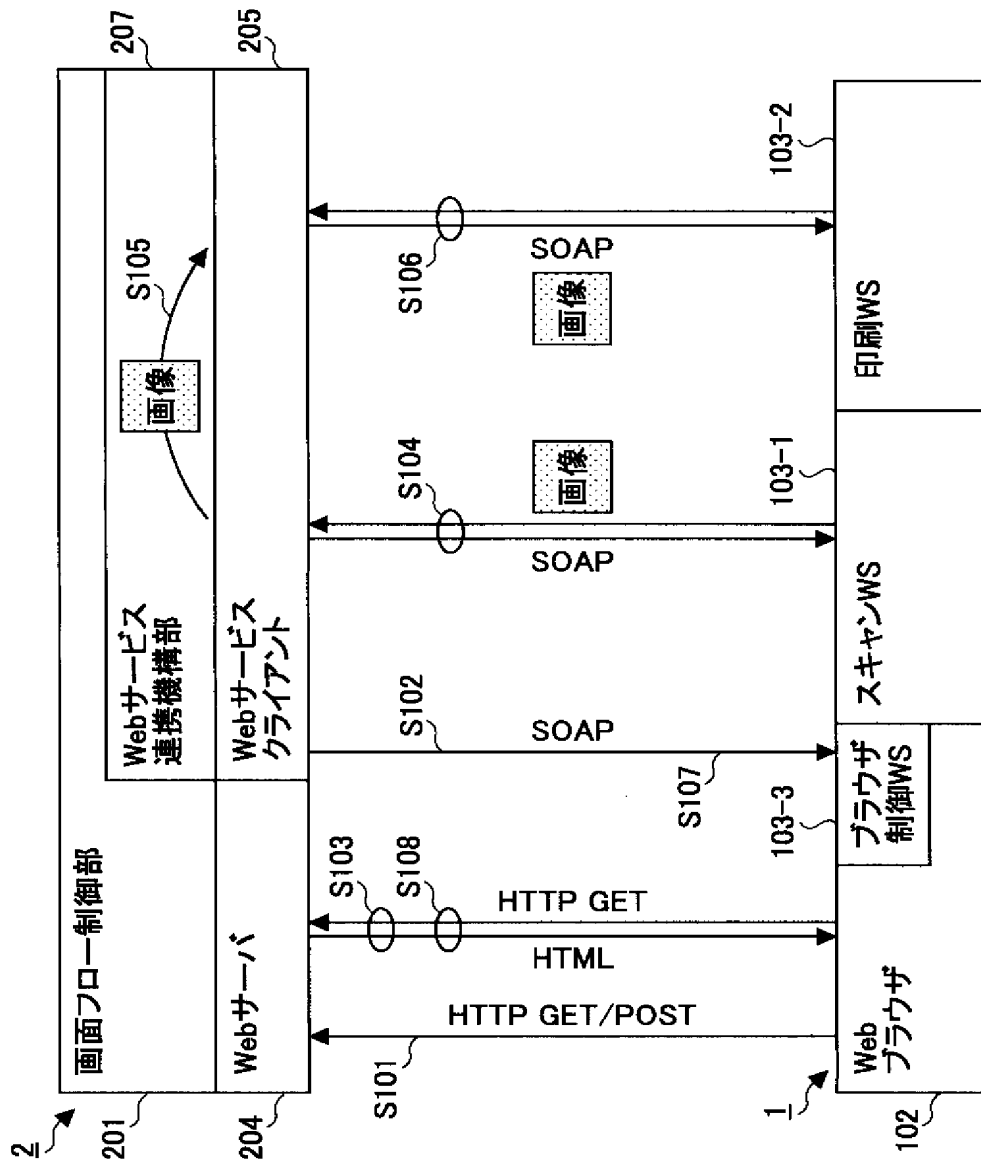 2
画面フロー制御部
201
Webサービス
連携機構部
207
画像
S105
Webサーバ
204
Webサービス
クライアント
205
S101
HTTP GET/POST
S103
S108
HTTP GET
HTML
S102
SOAP
S107
S104
SOAP
画像
S106
SOAP
画像
1
Web
ブラウザ
102
ブラウザ
制御WS
103-3
スキャンWS
103-1
印刷WS
103-2